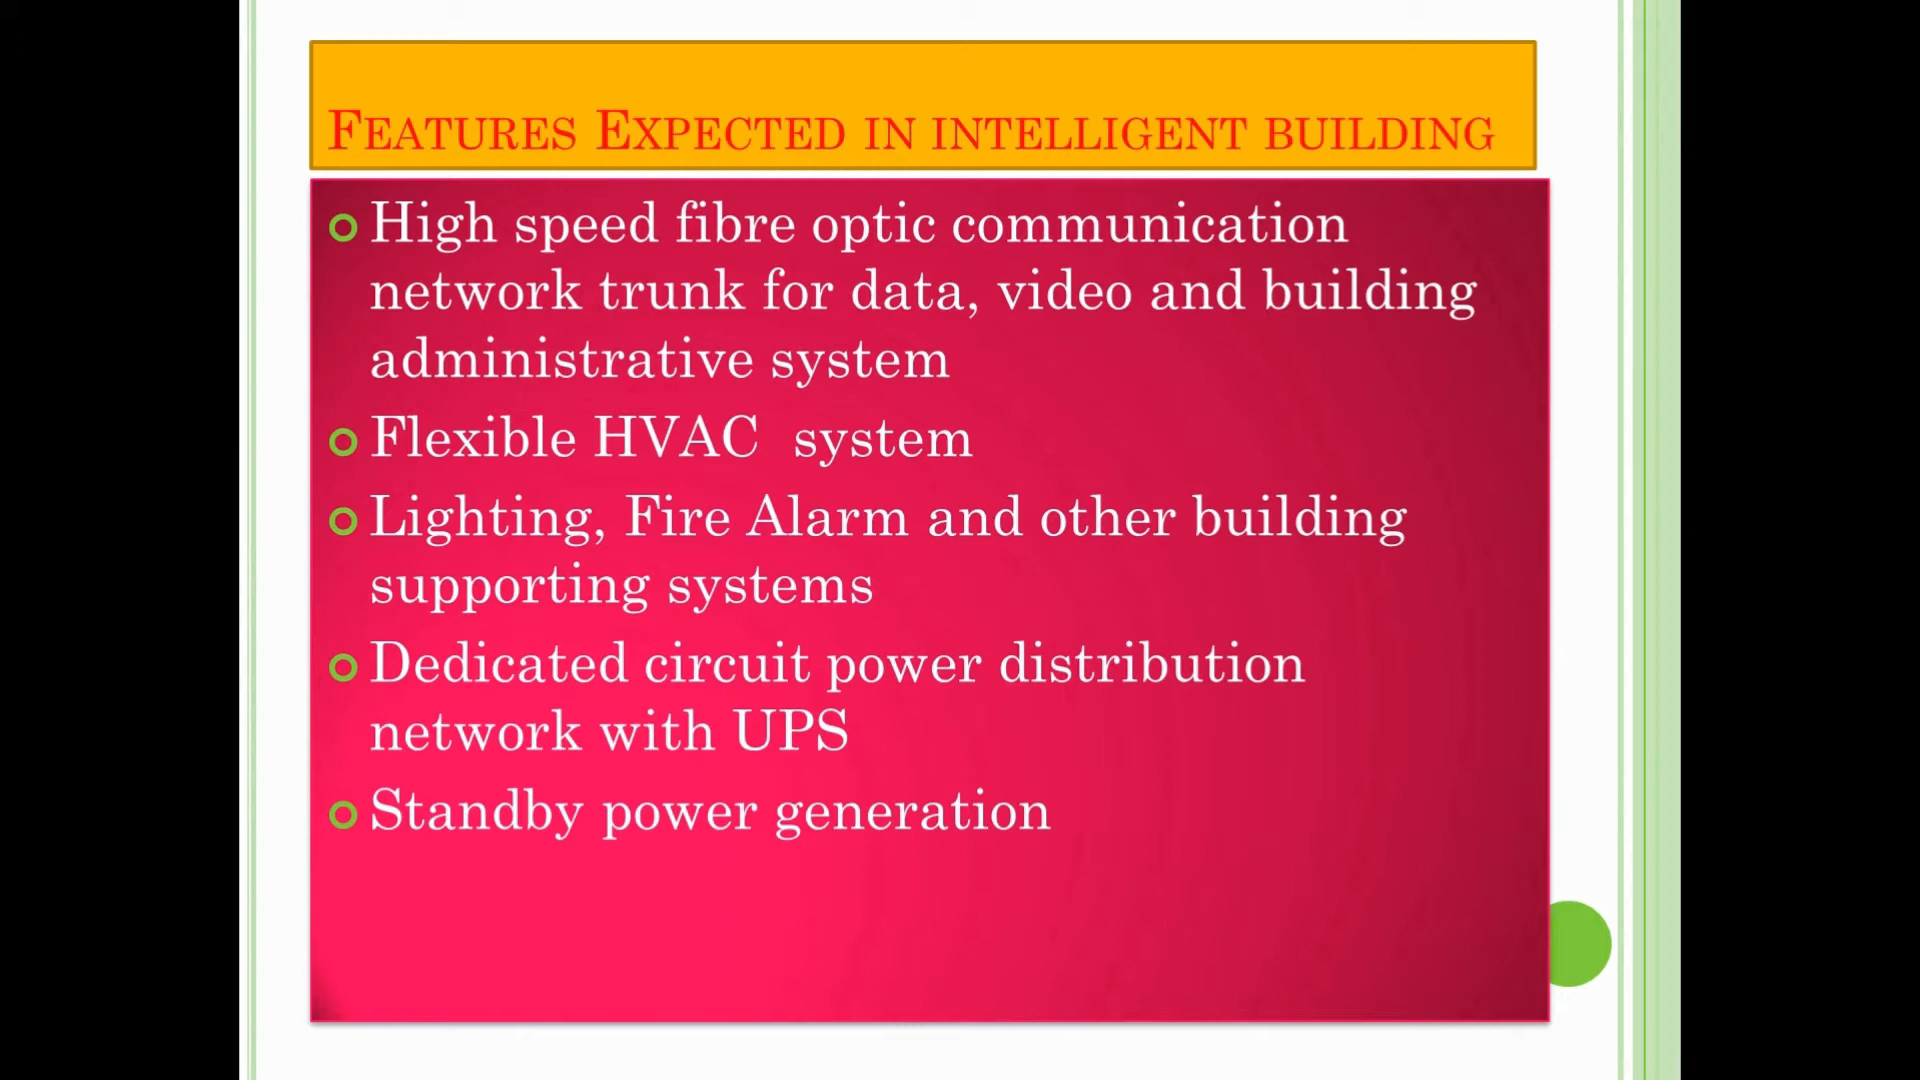 Features Expected in intelligent building
High speed fibre optic communication
network trunk for data, video and building
administrative system
Flexible HVAC  system
Lighting, Fire Alarm and other building
supporting systems
Dedicated circuit power distribution
network with UPS
Standby power generation